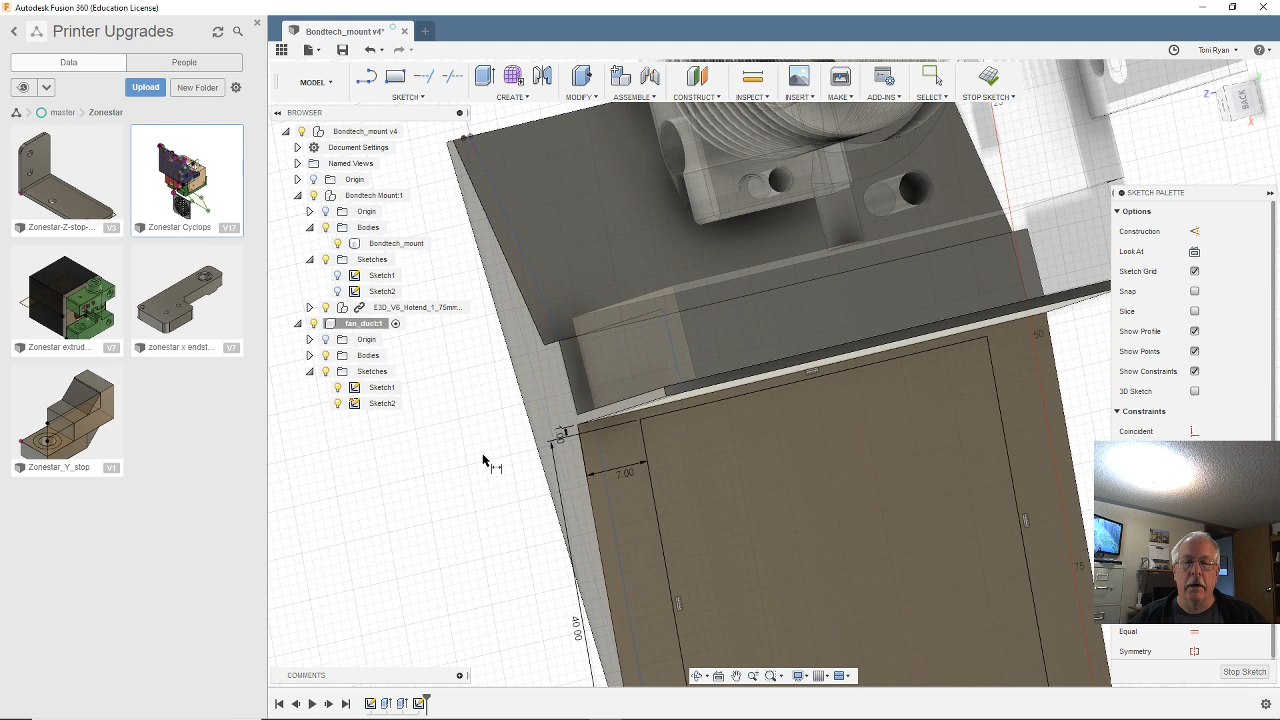 Autodesk Fusion 360 (Education License)
Printer Upgrades
Data
People
Upload
New Folder
Zonestar
Zonestar-Z-stop-...
V3
Zonestar Cyclops
V17
Zonestar extrud...
V7
zonestar x endst...
V7
Zonestar_Y_stop
V1
Bondtech_mount v4*
Toni Ryan
MODEL
SKETCH
CREATE
MODIFY
ASSEMBLE
CONSTRUCT
INSPECT
INSERT
MAKE
ADD-INS
SELECT
STOP SKETCH
BROWSER
Bondtech_mount v4
Document Settings
Named Views
Origin
Bondtech Mount:1
Origin
Bodies
Bondtech_mount
Sketches
Sketch1
Sketch2
E3D_V6_Hotend_1_75mm...
fan_duct:1
Origin
Bodies
Sketches
Sketch1
Sketch2
COMMENTS
7.00
40.00
50
75
Z
X
BACK
SKETCH PALETTE
Options
Construction
Look At
Sketch Grid
Snap
Slice
Show Profile
Show Points
Show Constraints
3D Sketch
Constraints
Coincident
Equal
Symmetry
Stop Sketch